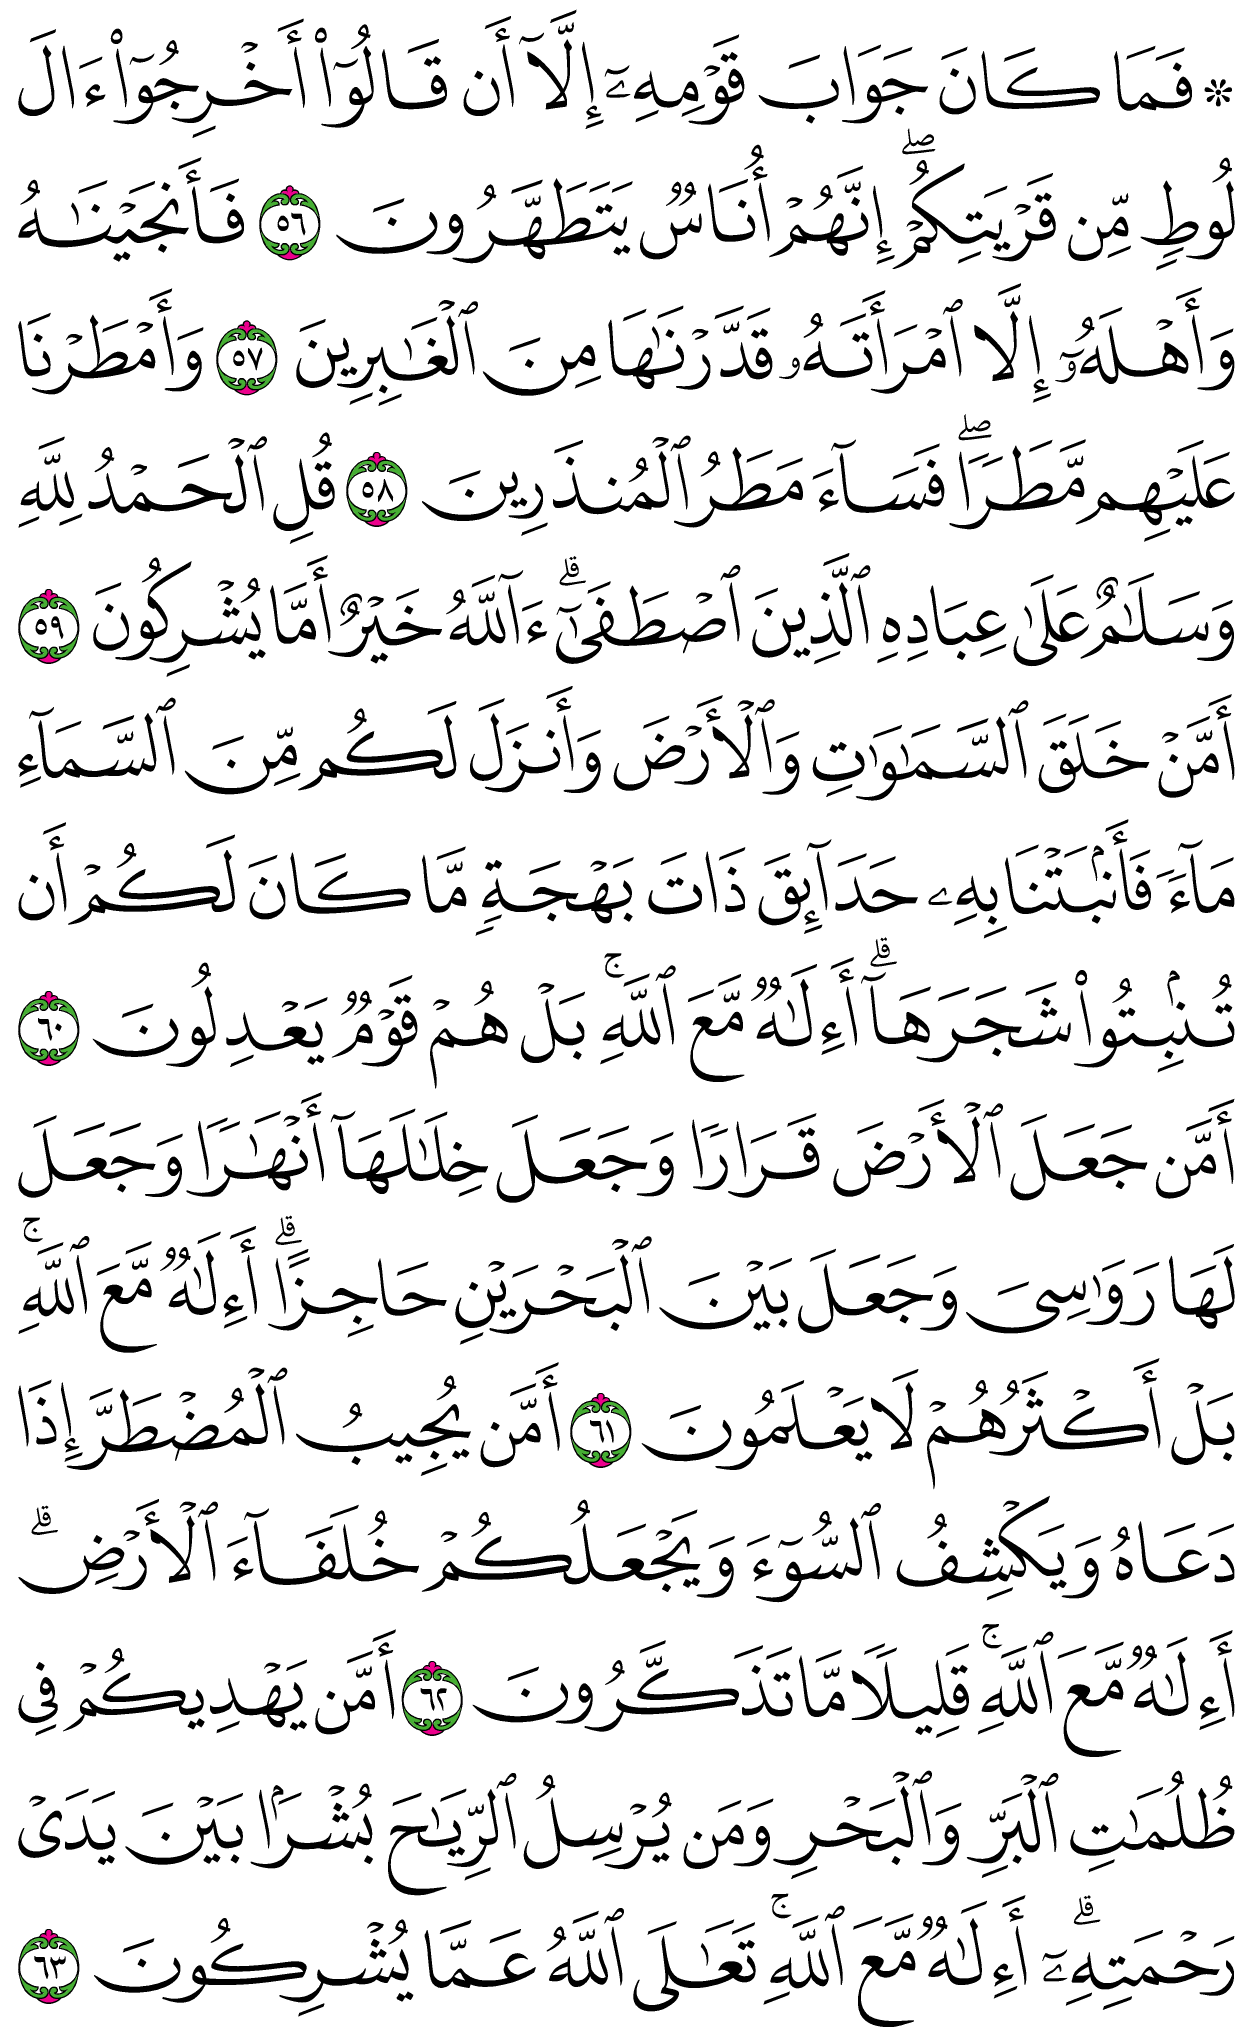 ۞ فَمَا كَانَ جَوَابَ قَوْمِهِۦٓ إِلَّآ أَن قَالُوٓا۟ أَخْرِجُوٓا۟ ءَالَ
لُوطٍ مِّن قَرْيَتِكُمْ ۖ إِنَّهُمْ أُنَاسٌ يَتَطَهَّرُونَ ٥٦ فَأَنجَيْنَـٰهُ
وَأَهْلَهُۥٓ إِلَّا ٱمْرَأَتَهُۥ قَدَّرْنَـٰهَا مِنَ ٱلْغَـٰبِرِينَ ٥٧ وَأَمْطَرْنَا
عَلَيْهِم مَّطَرًا ۖ فَسَآءَ مَطَرُ ٱلْمُنذَرِينَ ٥٨ قُلِ ٱلْحَمْدُ لِلَّهِ
وَسَلَـٰمٌ عَلَىٰ عِبَادِهِ ٱلَّذِينَ ٱصْطَفَىٰٓ ۗ ءَآللَّهُ خَيْرٌ أَمَّا يُشْرِكُونَ ٥٩
أَمَّنْ خَلَقَ ٱلسَّمَـٰوَٰتِ وَٱلْأَرْضَ وَأَنزَلَ لَكُم مِّنَ ٱلسَّمَآءِ
مَآءً فَأَنۢبَتْنَا بِهِۦ حَدَآئِقَ ذَاتَ بَهْجَةٍ مَّا كَانَ لَكُمْ أَن
تُنۢبِتُوا۟ شَجَرَهَآ ۗ أَءِلَـٰهٌ مَّعَ ٱللَّهِ ۚ بَلْ هُمْ قَوْمٌ يَعْدِلُونَ ٦٠
أَمَّن جَعَلَ ٱلْأَرْضَ قَرَارًا وَجَعَلَ خِلَـٰلَهَآ أَنْهَـٰرًا وَجَعَلَ
لَهَا رَوَٰسِىَ وَجَعَلَ بَيْنَ ٱلْبَحْرَيْنِ حَاجِزًا ۗ أَءِلَـٰهٌ مَّعَ ٱللَّهِ ۚ
بَلْ أَكْثَرُهُمْ لَا يَعْلَمُونَ ٦١ أَمَّن يُجِيبُ ٱلْمُضْطَرَّ إِذَا
دَعَاهُ وَيَكْشِفُ ٱلسُّوٓءَ وَيَجْعَلُكُمْ خُلَفَآءَ ٱلْأَرْضِ ۗ
أَءِلَـٰهٌ مَّعَ ٱللَّهِ ۚ قَلِيلًا مَّا تَذَكَّرُونَ ٦٢ أَمَّن يَهْدِيكُمْ فِى
ظُلُمَـٰتِ ٱلْبَرِّ وَٱلْبَحْرِ وَمَن يُرْسِلُ ٱلرِّيَـٰحَ بُشْرًۢا بَيْنَ يَدَىْ
رَحْمَتِهِۦٓ ۗ أَءِلَـٰهٌ مَّعَ ٱللَّهِ ۚ تَعَـٰلَى ٱللَّهُ عَمَّا يُشْرِكُونَ ٦٣